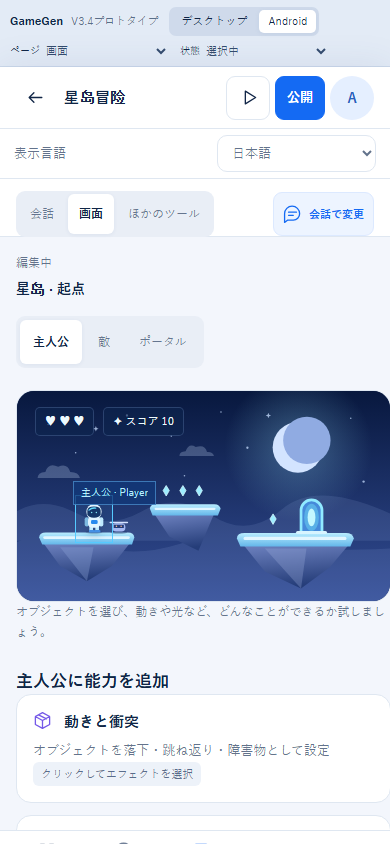 GameGen V3.4プロトタイプ デスクトップ Android
ページ 画面 状態 選択中
星岛冒险 公開 A
表示言語 日本語
会話 画面 ほかのツール 会話で変更
編集中
星岛 · 起点
主人公 敵 ポータル
♥ ♥ ♥ ✦ スコア 10
主人公 · Player
オブジェクトを選び、動きや光など、どんなことができるか試しまし
ょう。
主人公に能力を追加
動きと衝突
オブジェクトを落下・跳ね返り・障害物として設定
クリックしてエフェクトを選択